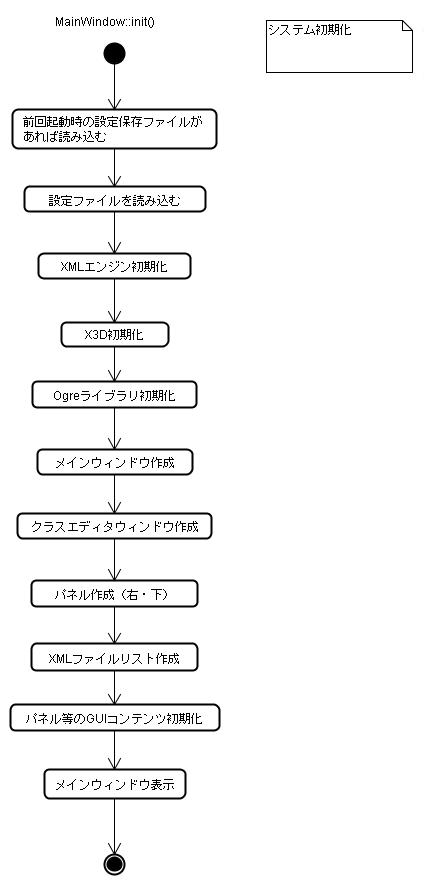 MainWindow::init()
システム初期化
前回起動時の設定保存ファイルが
あれば読み込む
設定ファイルを読み込む
XMLエンジン初期化
X3D初期化
Ogreライブラリ初期化
メインウィンドウ作成
クラスエディタウィンドウ作成
パネル作成（右・下）
XMLファイルリスト作成
パネル等のGUIコンテンツ初期化
メインウィンドウ表示